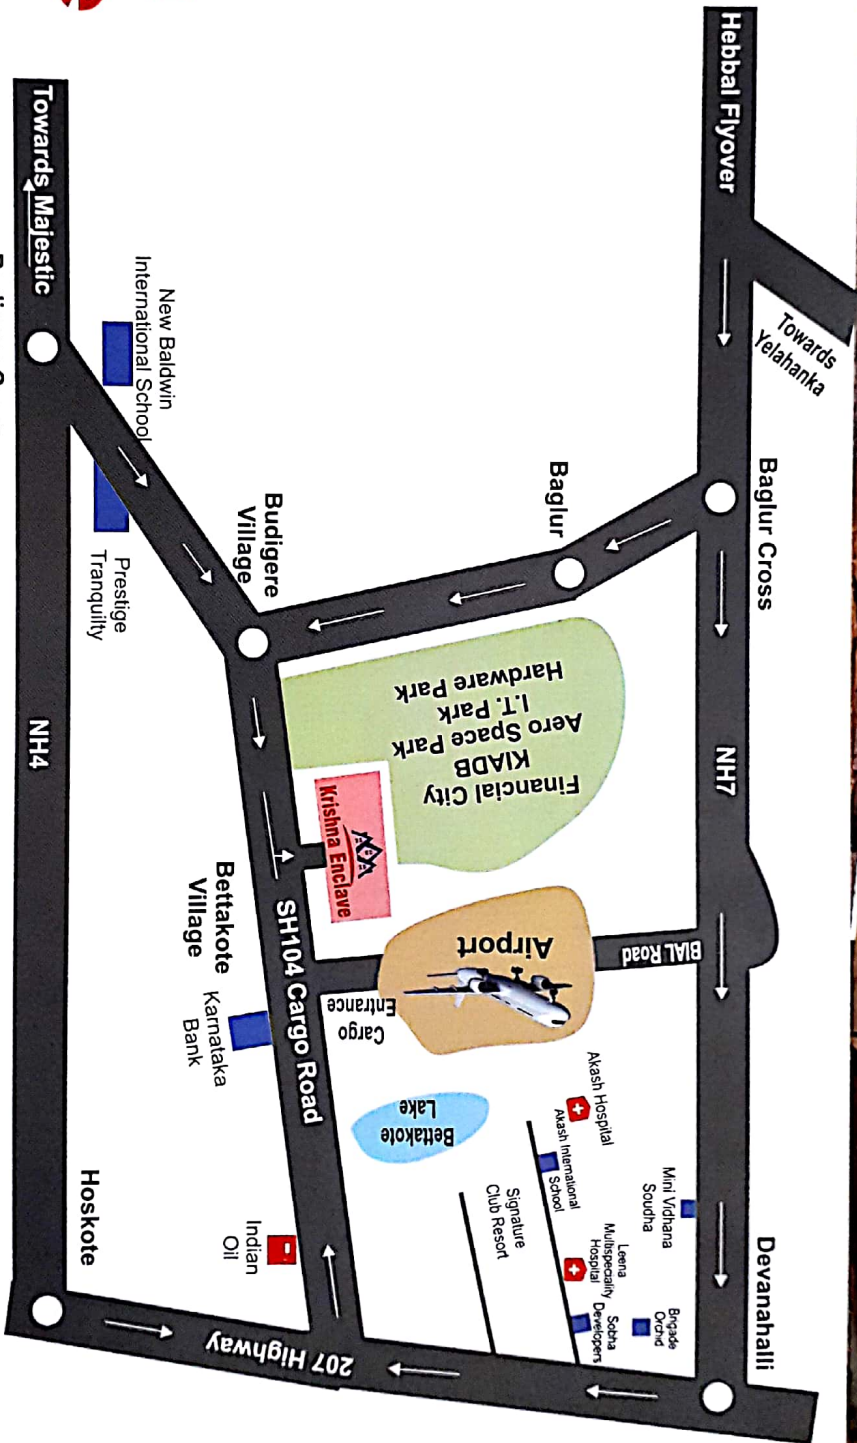 Hebbal Flyover
Towards
Yelahanka
Baglur Cross
NH7
Devanahalli
Baglur
BIAL Road
Mini Vidhana
Soudha
Brigade
Orchid
Akash Hospital
Akash International
School
Leena
Multispeciality
Hospital
Sobha
Developers
Signature
Club Resort
Financial City
KIADB
Aero Space Park
I.T. Park
Hardware Park
Airport
Cargo
Entrance
Bettakote
Lake
Krishna Enclave
Budigere
Village
SH104 Cargo Road
Bettakote
Village
Karnataka
Bank
Indian
Oil
207 Highway
New Baldwin
International School
Prestige
Tranquilty
Towards Majestic
NH4
Hoskote